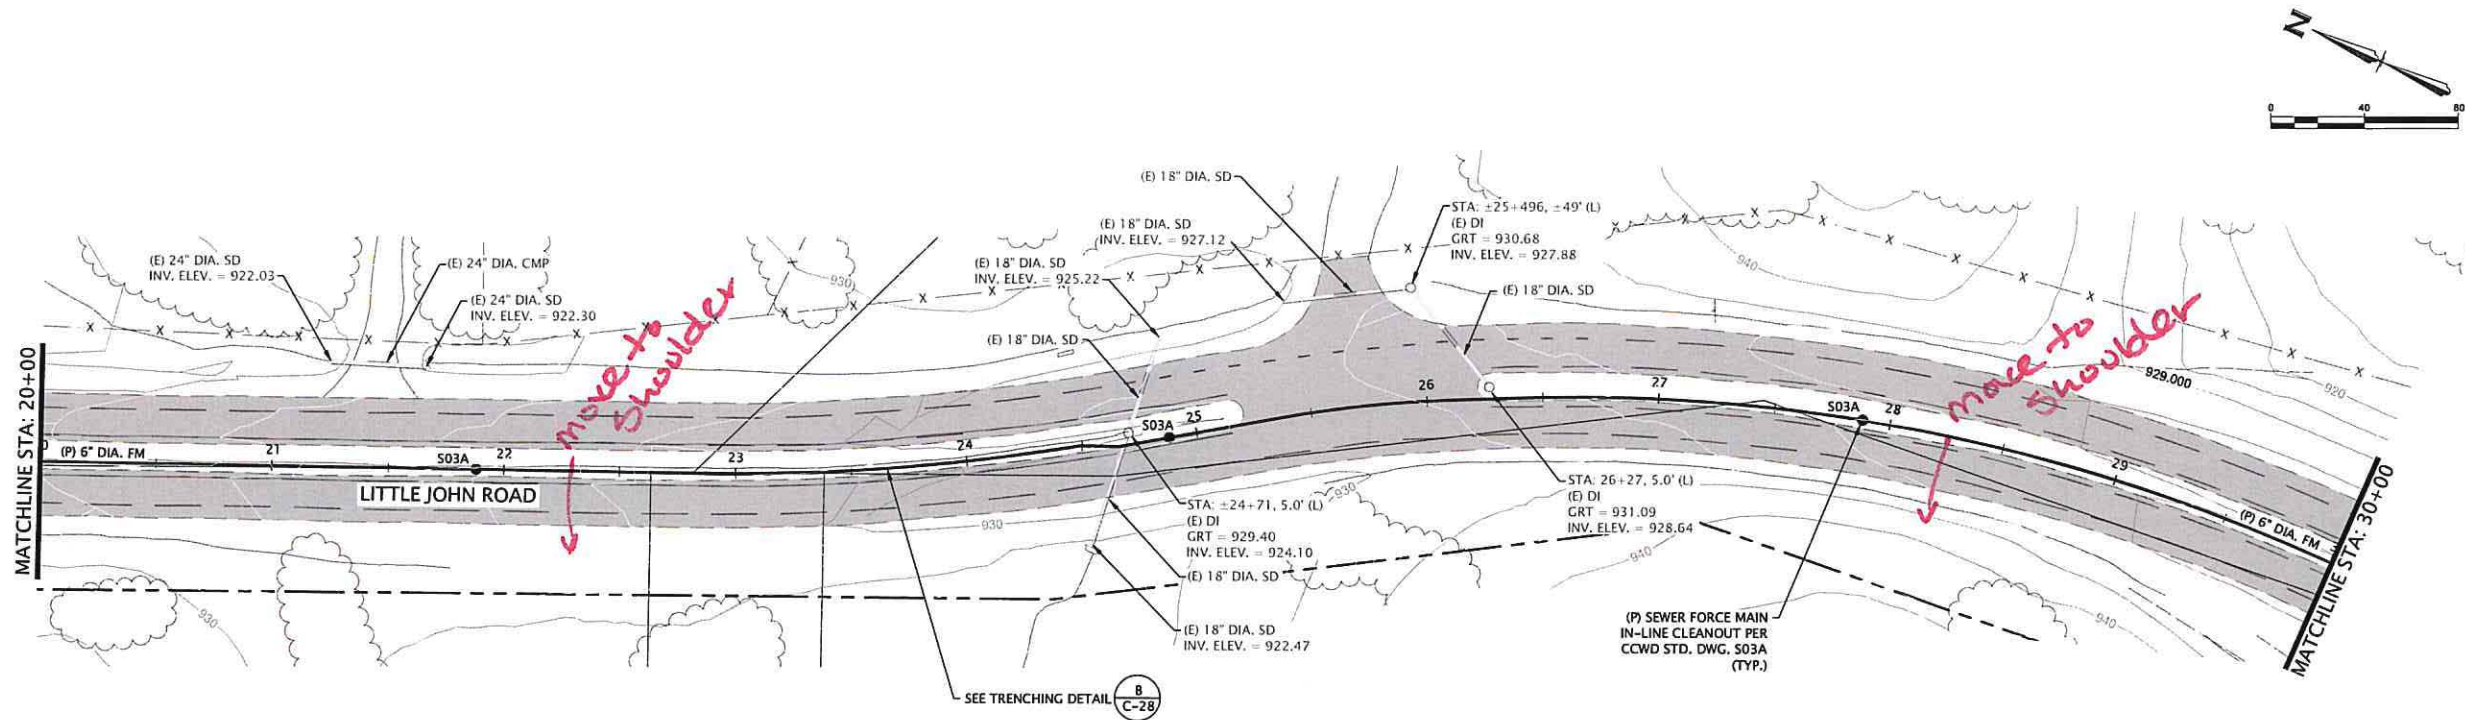 N
0 40 80
(E) 18" DIA. SD
STA: ±25+496, ±49' (L)
(E) DI
GRT = 930.68
INV. ELEV. = 927.88
(E) 18" DIA. SD
INV. ELEV. = 927.12
(E) 24" DIA. SD
INV. ELEV. = 922.03
(E) 24" DIA. CMP
(E) 18" DIA. SD
INV. ELEV. = 925.22
930
940
(E) 24" DIA. SD
INV. ELEV. = 922.30
(E) 18" DIA. SD
move to
shoulder
(E) 18" DIA. SD
move to
shoulder
929.000
920
MATCHLINE STA: 20+00
26
27
S03A
28
S03A
25
0
(P) 6" DIA. FM
21
S03A
22
23
24
29
LITTLE JOHN ROAD
930
930
STA: ±24+71, 5.0' (L)
(E) DI
GRT = 929.40
INV. ELEV. = 924.10
STA: 26+27, 5.0' (L)
(E) DI
GRT = 931.09
INV. ELEV. = 928.64
(P) 6" DIA. FM
MATCHLINE STA: 30+00
940
(E) 18" DIA. SD
930
940
(E) 18" DIA. SD
INV. ELEV. = 922.47
(P) SEWER FORCE MAIN
IN-LINE CLEANOUT PER
CCWD STD. DWG. S03A
(TYP.)
SEE TRENCHING DETAIL
B
C-28